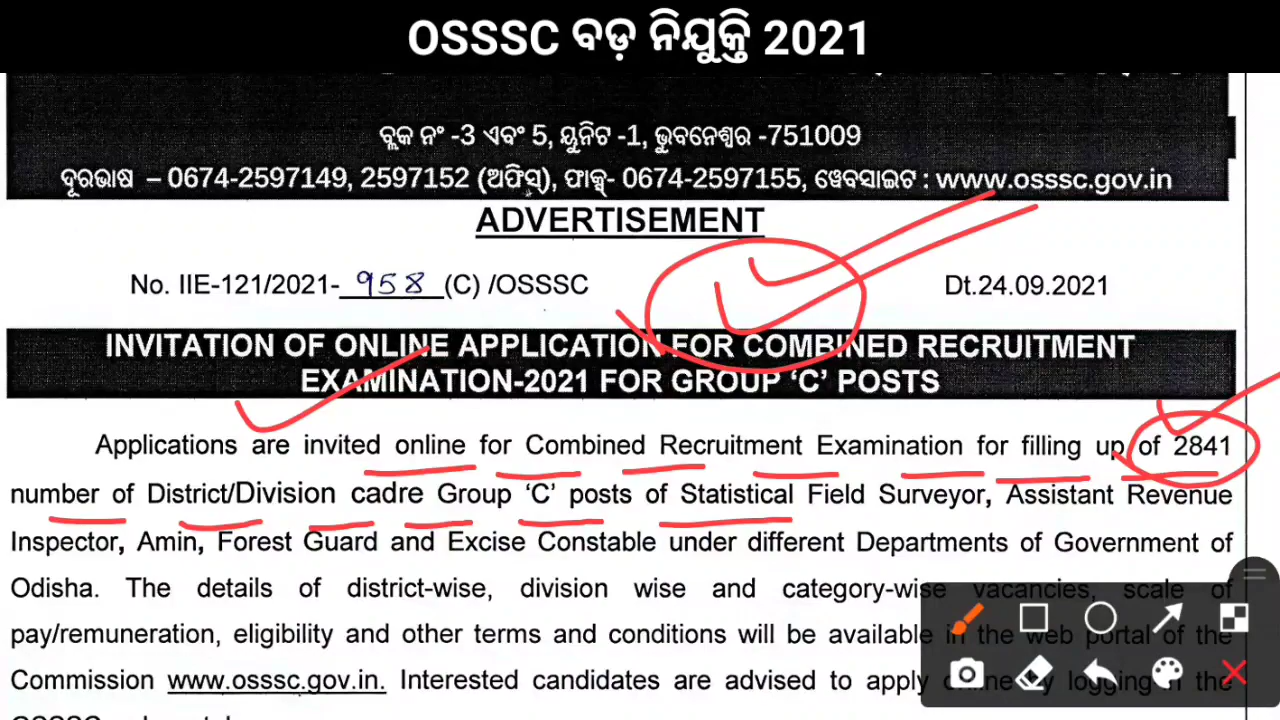 OSSSC ବଡ଼ ନିଯୁକ୍ତି 2021
ବ୍ଲକ ନଂ -3 ଏବଂ 5, ୟୁନିଟ -1, ଭୁବନେଶ୍ୱର -751009
ଦୂରଭାଷ – 0674-2597149, 2597152 (ଅଫିସ୍), ଫାକ୍ସ- 0674-2597155, ୱେବସାଇଟ : www.osssc.gov.in
ADVERTISEMENT
No. IIE-121/2021- 958 (C) /OSSSC Dt.24.09.2021
INVITATION OF ONLINE APPLICATION FOR COMBINED RECRUITMENT
EXAMINATION-2021 FOR GROUP ‘C’ POSTS
Applications are invited online for Combined Recruitment Examination for filling up of 2841
number of District/Division cadre Group ‘C’ posts of Statistical Field Surveyor, Assistant Revenue
Inspector, Amin, Forest Guard and Excise Constable under different Departments of Government of
Odisha. The details of district-wise, division wise and category-wise vacancies, scale of
pay/remuneration, eligibility and other terms and conditions will be available in the web portal of the
Commission www.osssc.gov.in. Interested candidates are advised to apply online by logging in the